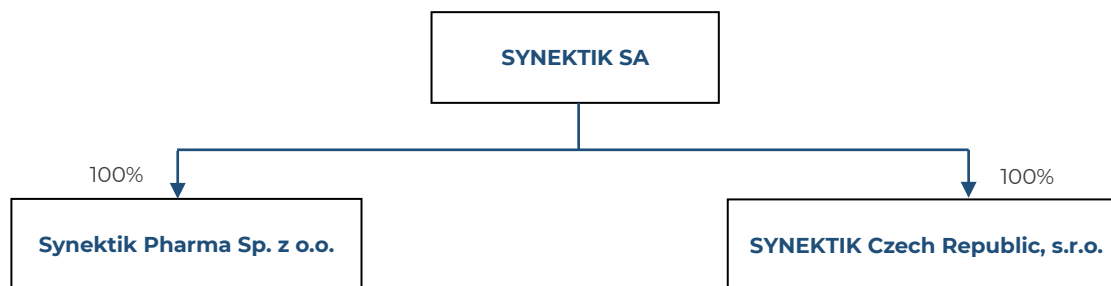 SYNEKTIK SA
100%
100%
Synektik Pharma Sp. z o.o.
SYNEKTIK Czech Republic, s.r.o.